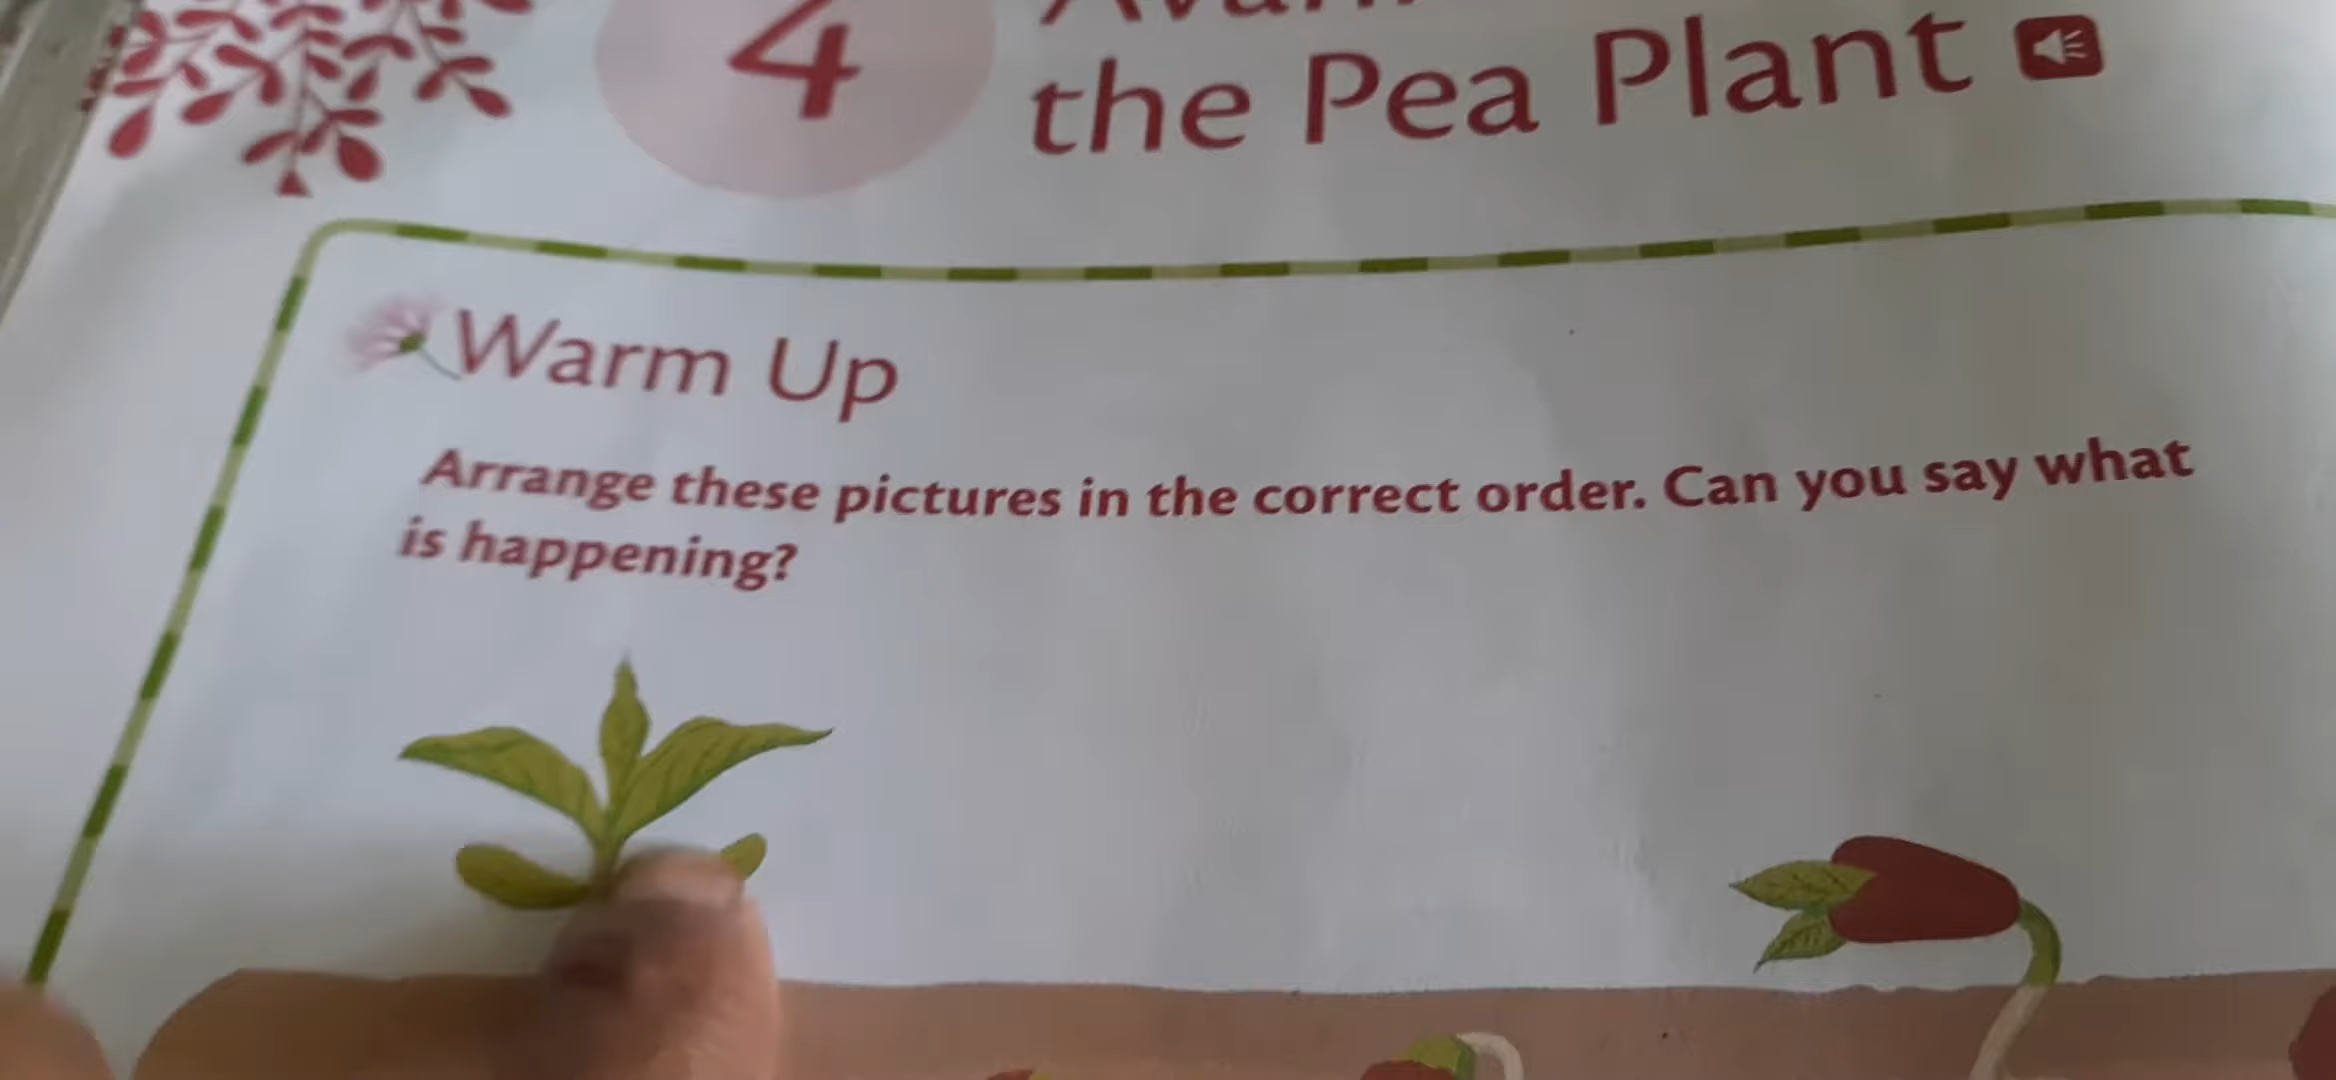 4
the Pea Plant
Warm Up
Arrange these pictures in the correct order. Can you say what
is happening?